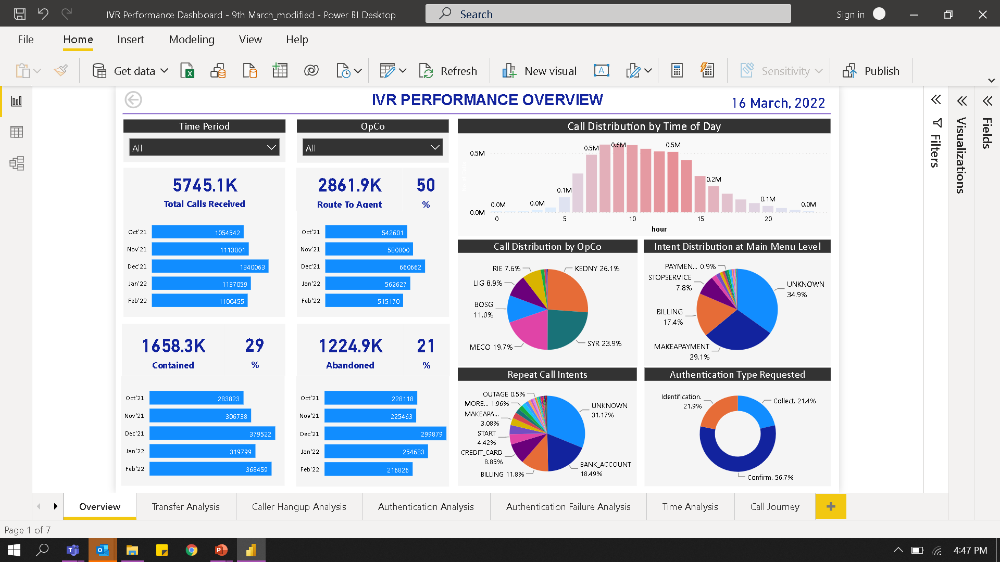 IVR Performance Dashboard - 9th March_modified - Power BI Desktop
Search
Sign in
File
Home
Insert
Modeling
View
Help
Get data
Refresh
New visual
Sensitivity
Publish
IVR PERFORMANCE OVERVIEW
16 March, 2022
Time Period
All
OpCo
All
5745.1K
Total Calls Received
Oct'21 1054542
Nov'21 1113001
Dec'21 1340063
Jan'22 1137059
Feb'22 1100455
2861.9K
Route To Agent
50
%
Oct'21 542601
Nov'21 580800
Dec'21 660662
Jan'22 562627
Feb'22 515170
1658.3K
Contained
29
%
Oct'21 283823
Nov'21 306738
Dec'21 379522
Jan'22 319799
Feb'22 368459
1224.9K
Abandoned
21
%
Oct'21 228118
Nov'21 225463
Dec'21 299879
Jan'22 254633
Feb'22 216826
Call Distribution by Time of Day
0.5M
0.0M
0.0M 0.0M 0.1M 0.5M 0.6M 0.5M 0.2M 0.1M 0.0M
0 5 10 15 20
hour
Call Distribution by OpCo
RIE 7.6%
KEDNY 26.1%
LIG 8.9%
BOSG
11.0%
MECO 19.7%
SYR 23.9%
Intent Distribution at Main Menu Level
PAYMEN... 0.9%
STOPSERVICE
7.8%
UNKNOWN
34.9%
BILLING
17.4%
MAKEAPAYMENT
29.1%
Repeat Call Intents
OUTAGE 0.5%
MORE... 1.96%
MAKEAPA...
3.08%
START
4.42%
CREDIT_CARD
8.85%
BILLING 11.8%
UNKNOWN
31.17%
BANK_ACCOUNT
18.49%
Authentication Type Requested
Identification.
21.9%
Collect. 21.4%
Confirm. 56.7%
Filters
Visualizations
Fields
Overview
Transfer Analysis
Caller Hangup Analysis
Authentication Analysis
Authentication Failure Analysis
Time Analysis
Call Journey
Page 1 of 7
4:47 PM